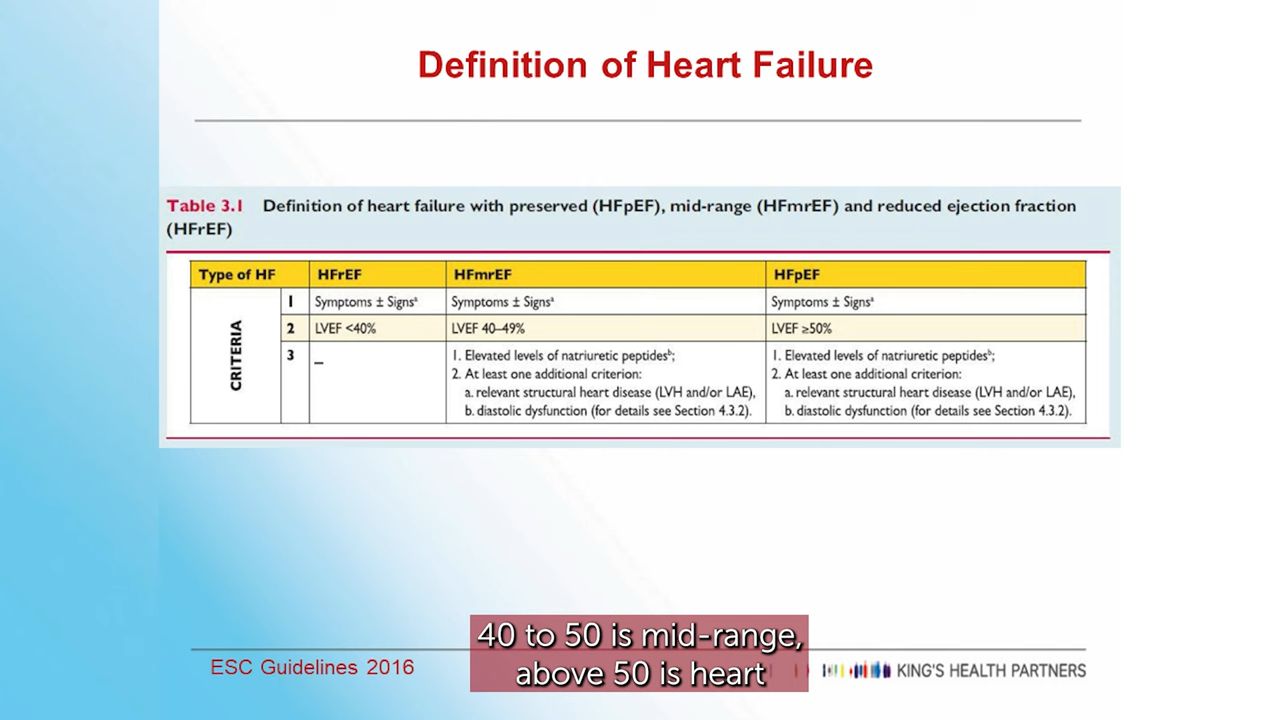 Definition of Heart Failure
Table 3.1 Definition of heart failure with preserved (HFpEF), mid-range (HFmrEF) and reduced ejection fraction
(HFrEF)
Type of HF HFrEF HFmrEF HFpEF
CRITERIA
1 Symptoms ± Signsᵃ Symptoms ± Signsᵃ Symptoms ± Signsᵃ
2 LVEF <40% LVEF 40–49% LVEF ≥50%
3 – 1. Elevated levels of natriuretic peptidesᵇ; 1. Elevated levels of natriuretic peptidesᵇ;
2. At least one additional criterion: 2. At least one additional criterion:
a. relevant structural heart disease (LVH and/or LAE), a. relevant structural heart disease (LVH and/or LAE),
b. diastolic dysfunction (for details see Section 4.3.2). b. diastolic dysfunction (for details see Section 4.3.2).
40 to 50 is mid-range,
above 50 is heart
ESC Guidelines 2016
KING'S HEALTH PARTNERS